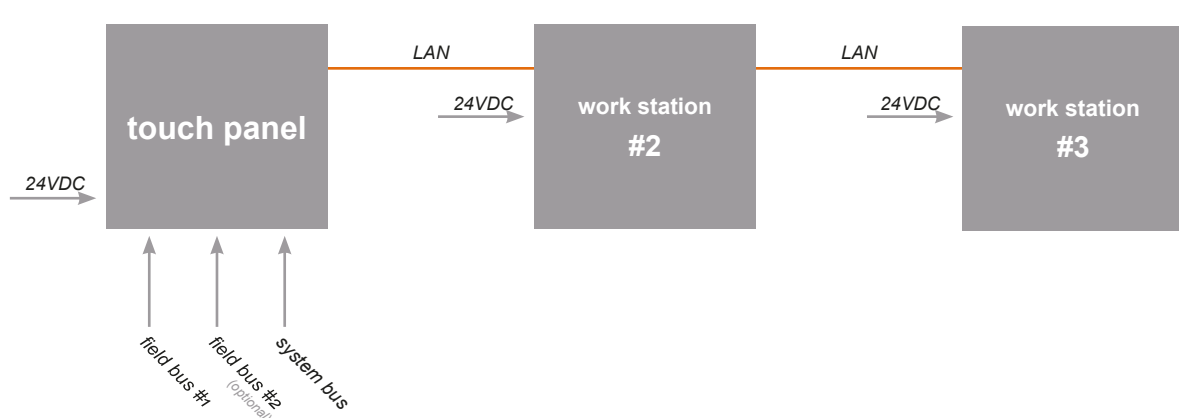 LAN
LAN
24VDC
24VDC
touch panel
work station
#2
work station
#3
24VDC
field bus #1
field bus #2
(optional)
system bus